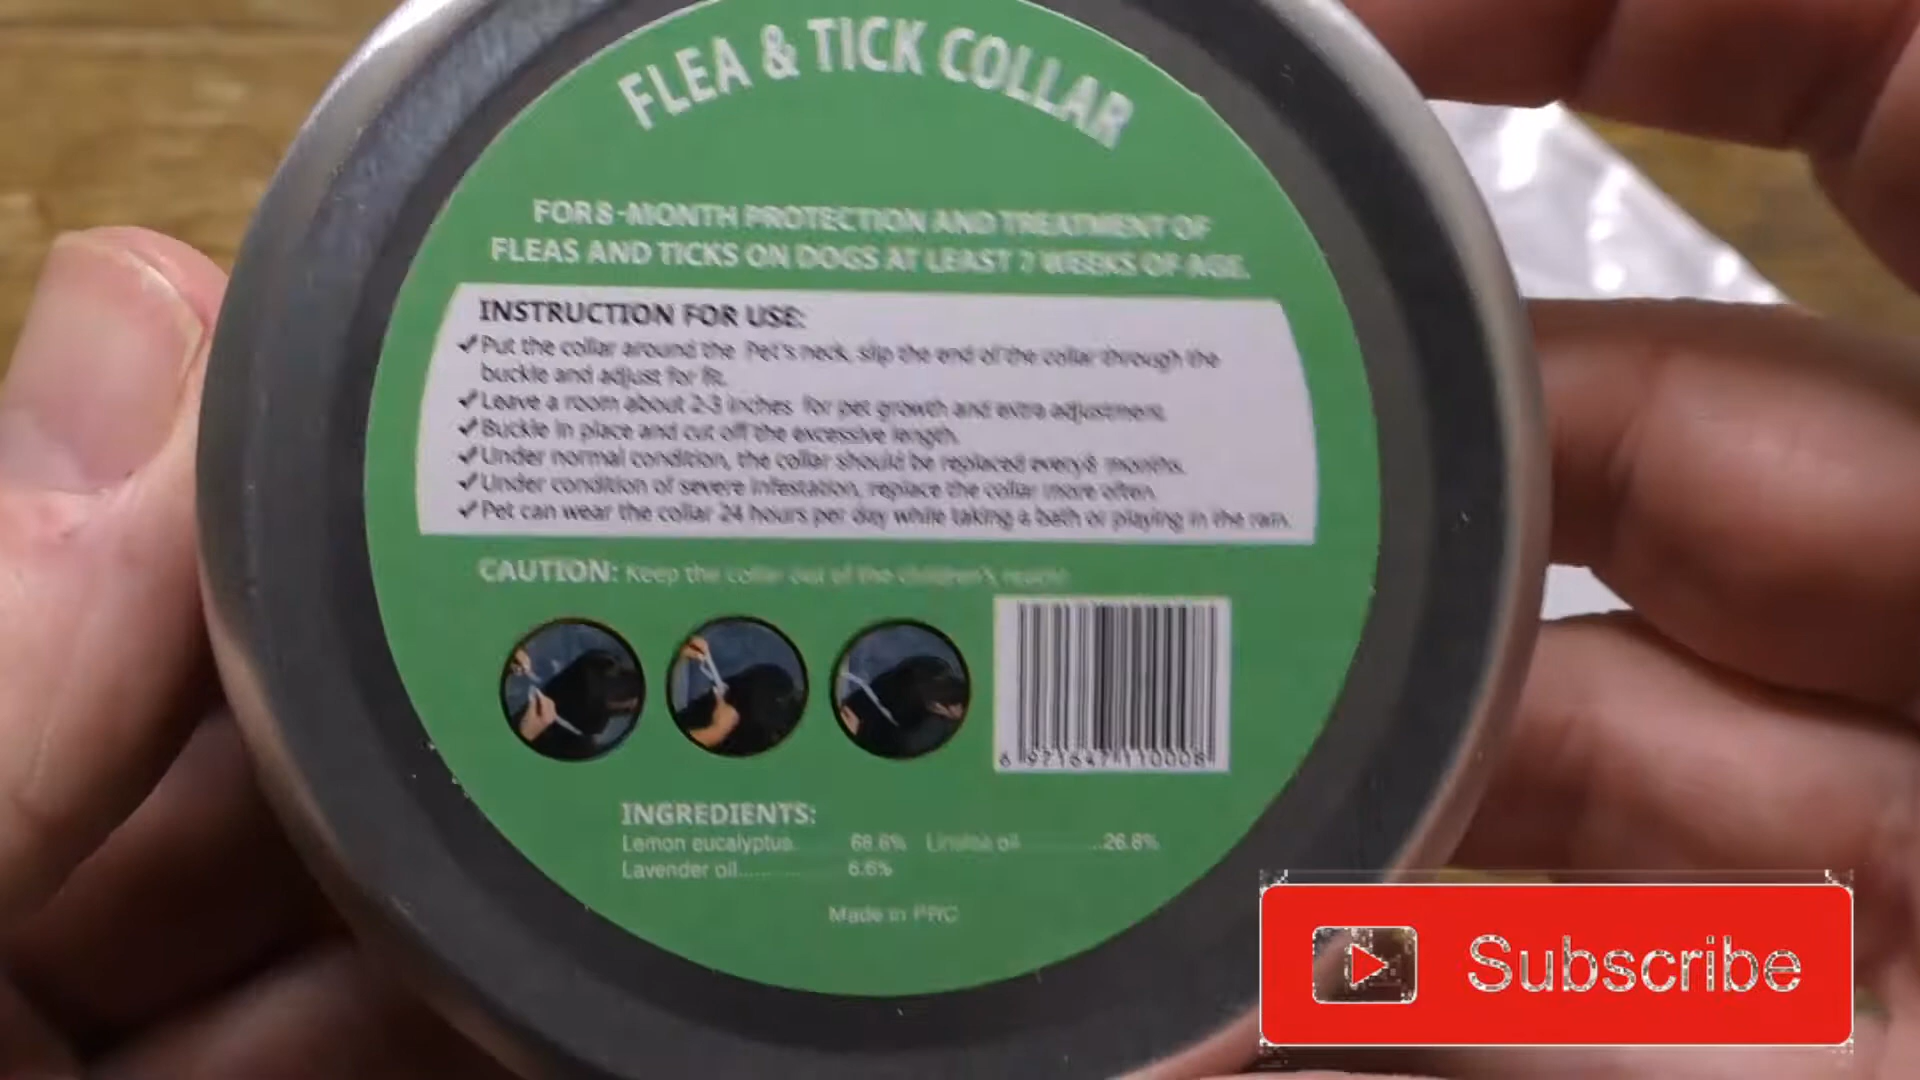 FLEA & TICK COLLAR
FOR 8-MONTH PROTECTION AND TREATMENT OF
FLEAS AND TICKS ON DOGS AT LEAST 7 WEEKS OF AGE.
INSTRUCTION FOR USE:
✓Put the collar around the Pet's neck, slip the end of the collar through the
buckle and adjust for fit.
✓Leave a room about 2-3 inches for pet growth and extra adjustment.
✓Buckle in place and cut off the excessive length.
✓Under normal condition, the collar should be replaced every8 months.
✓Under condition of severe infestation, replace the collar more often.
✓Pet can wear the collar 24 hours per day while taking a bath or playing in the rain.
CAUTION: Keep the collar out of the children's reach!
6 971647 110008
INGREDIENTS:
Lemon eucalyptus. 66.6% oil ...26.8%
Lavender oil........... 6.6%
Made in PRC
Subscribe